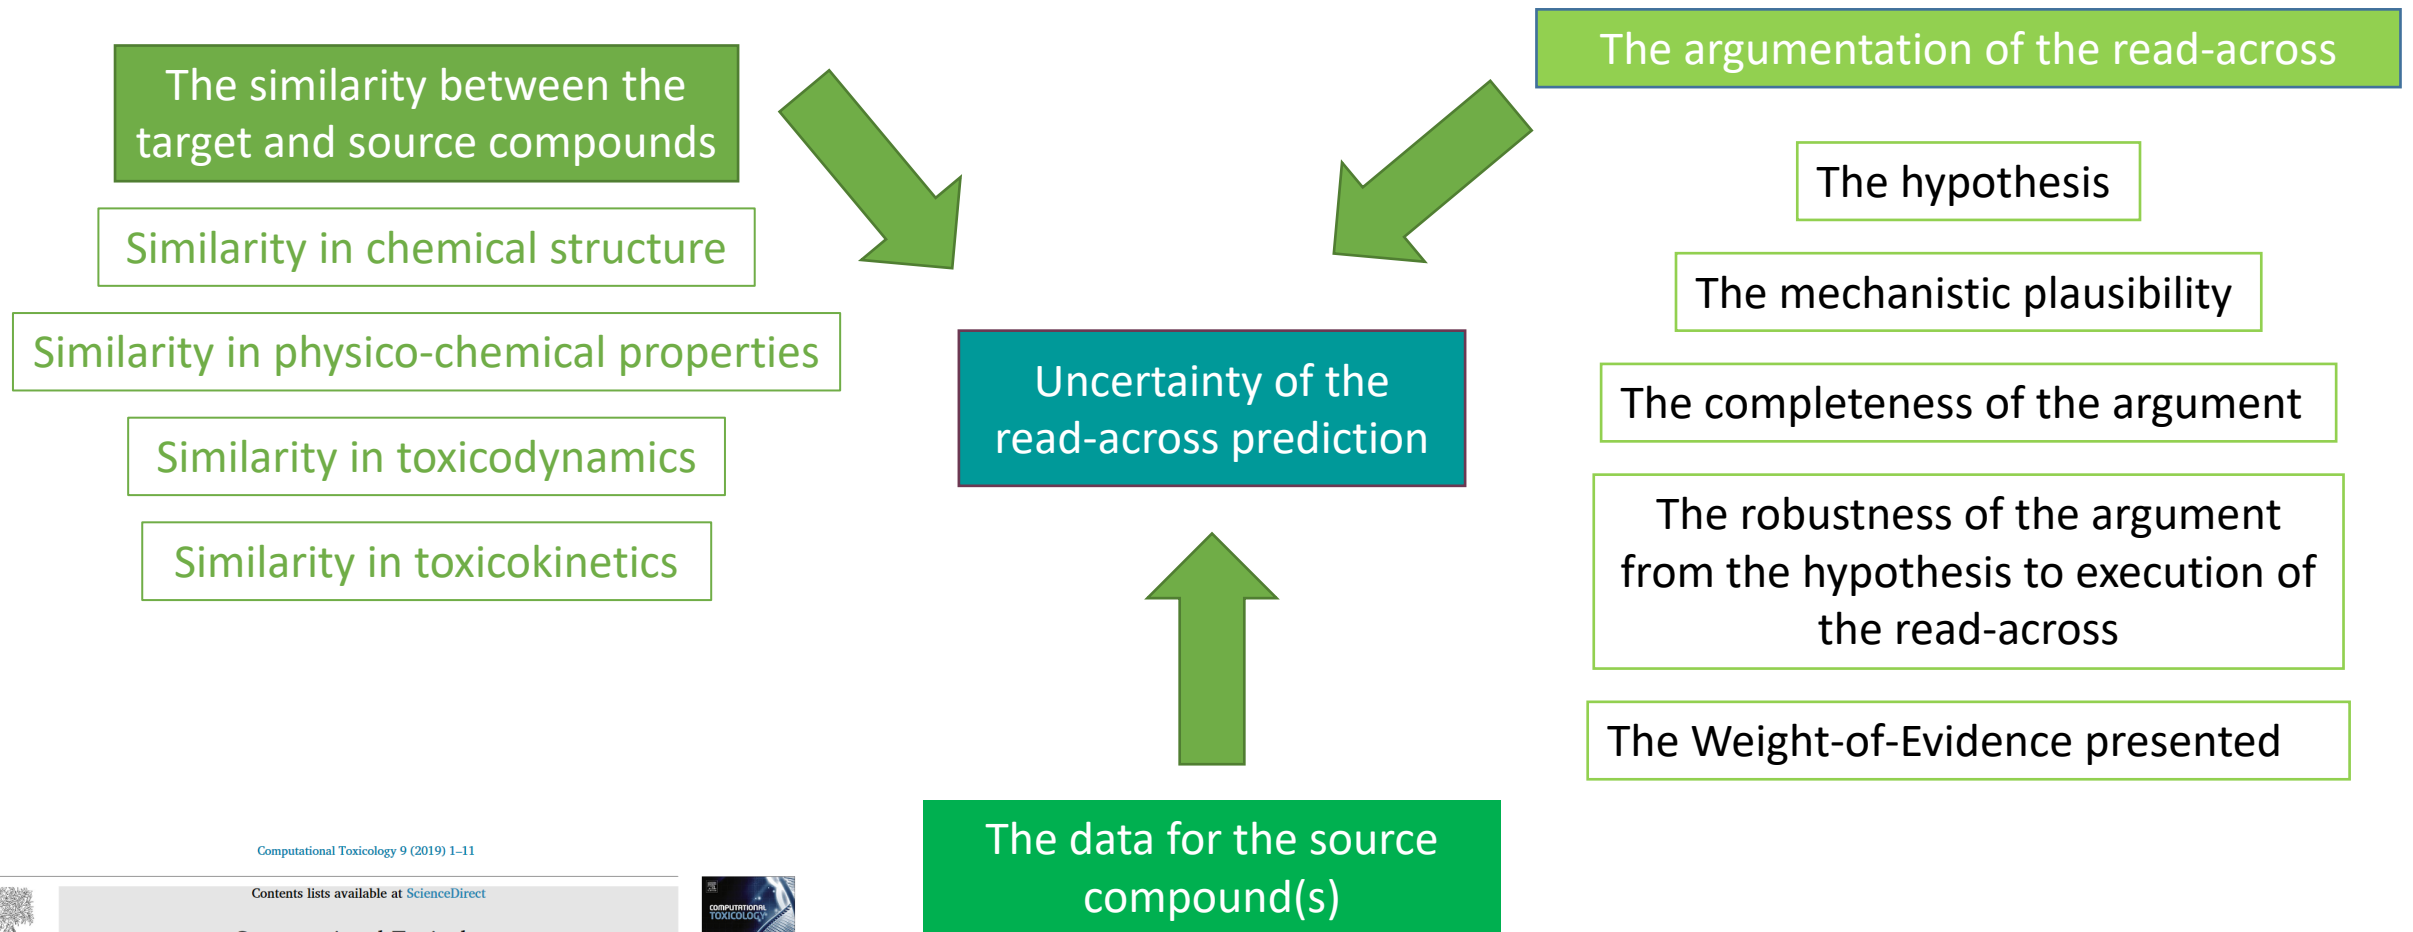 The similarity between the
target and source compounds
Similarity in chemical structure
Similarity in physico-chemical properties
Similarity in toxicodynamics
Similarity in toxicokinetics
Uncertainty of the
read-across prediction
The argumentation of the read-across
The hypothesis
The mechanistic plausibility
The completeness of the argument
The robustness of the argument
from the hypothesis to execution of
the read-across
The Weight-of-Evidence presented
The data for the source
compound(s)
Computational Toxicology 9 (2019) 1–11
Contents lists available at ScienceDirect
COMPUTATIONAL
TOXICOLOGY